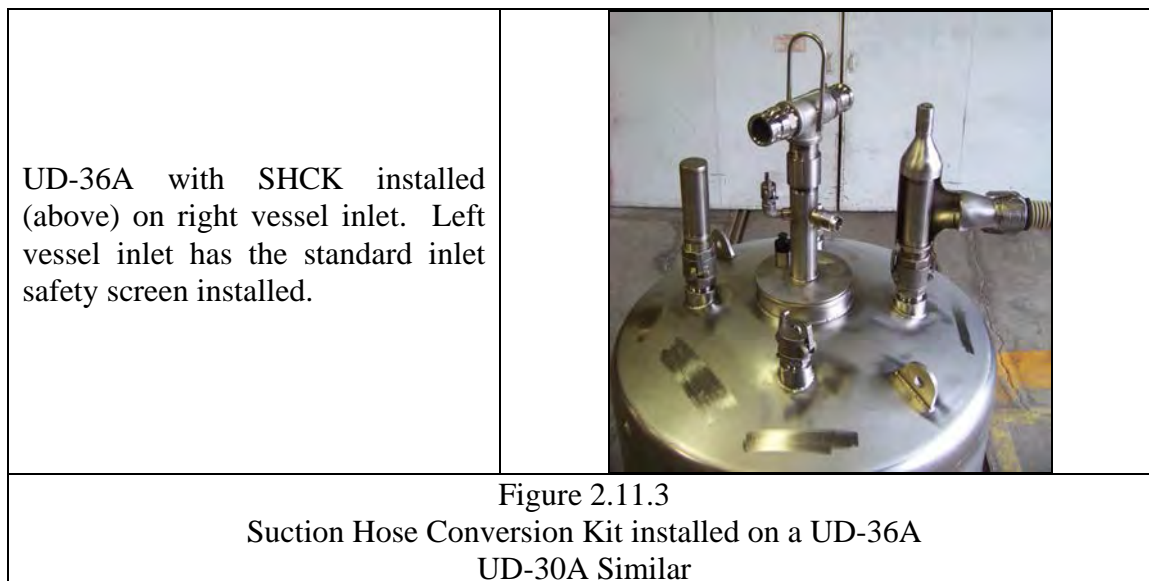 UD-36A with SHCK installed
(above) on right vessel inlet. Left
vessel inlet has the standard inlet
safety screen installed.
Figure 2.11.3
Suction Hose Conversion Kit installed on a UD-36A
UD-30A Similar